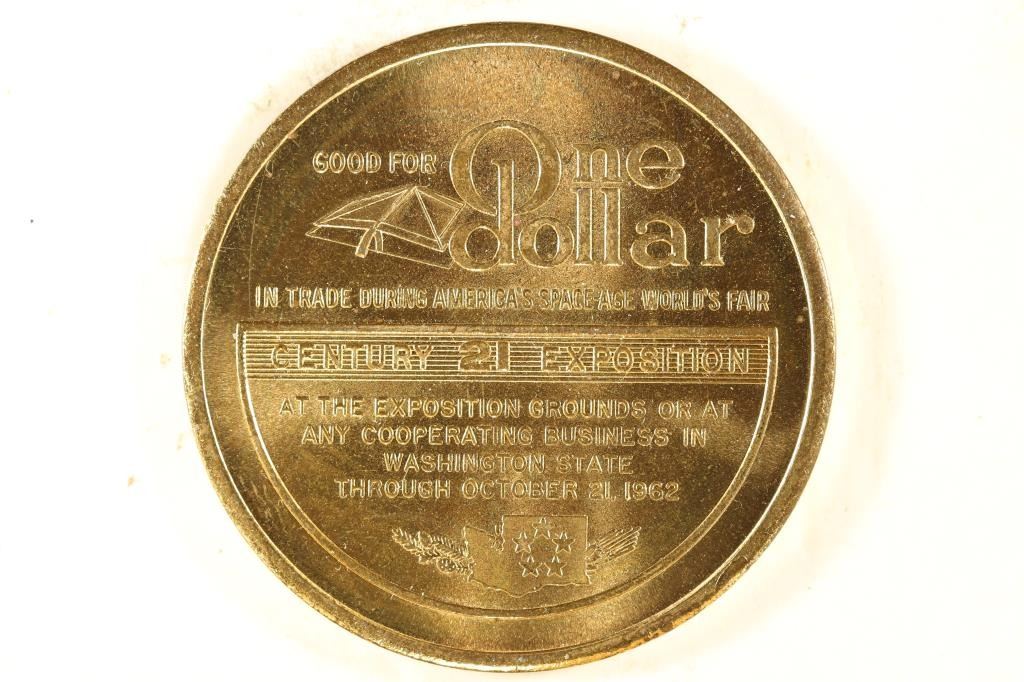 GOOD FOR One
dollar
IN TRADE DURING AMERICA'S SPACE-AGE WORLD'S FAIR
CENTURY 21 EXPOSITION
AT THE EXPOSITION GROUNDS OR AT
ANY COOPERATING BUSINESS IN
WASHINGTON STATE
THROUGH OCTOBER 21, 1962